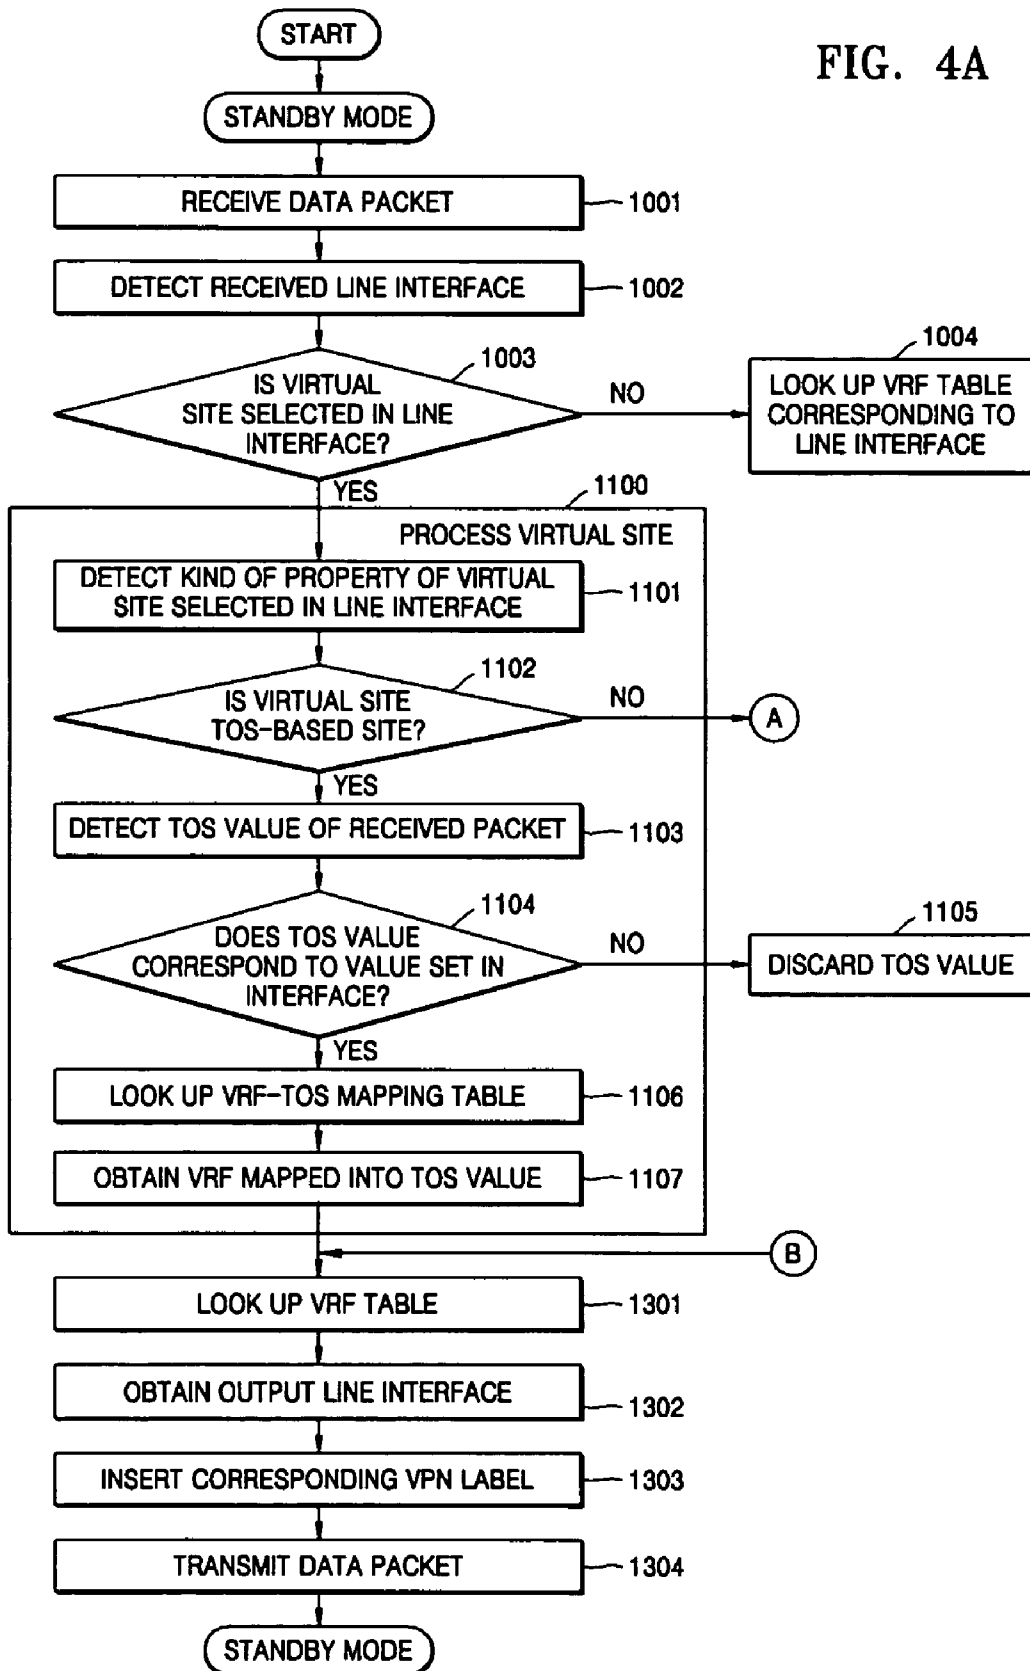 FIG. 4A
START
STANDBY MODE
RECEIVE DATA PACKET
1001
DETECT RECEIVED LINE INTERFACE
1002
1003
IS VIRTUAL
SITE SELECTED IN LINE
INTERFACE?
NO
YES
1004
LOOK UP VRF TABLE
CORRESPONDING TO
LINE INTERFACE
1100
PROCESS VIRTUAL SITE
DETECT KIND OF PROPERTY OF VIRTUAL
SITE SELECTED IN LINE INTERFACE
1101
1102
IS VIRTUAL SITE
TOS-BASED SITE?
NO
A
YES
DETECT TOS VALUE OF RECEIVED PACKET
1103
1104
DOES TOS VALUE
CORRESPOND TO VALUE SET IN
INTERFACE?
NO
YES
1105
DISCARD TOS VALUE
LOOK UP VRF-TOS MAPPING TABLE
1106
OBTAIN VRF MAPPED INTO TOS VALUE
1107
B
LOOK UP VRF TABLE
1301
OBTAIN OUTPUT LINE INTERFACE
1302
INSERT CORRESPONDING VPN LABEL
1303
TRANSMIT DATA PACKET
1304
STANDBY MODE